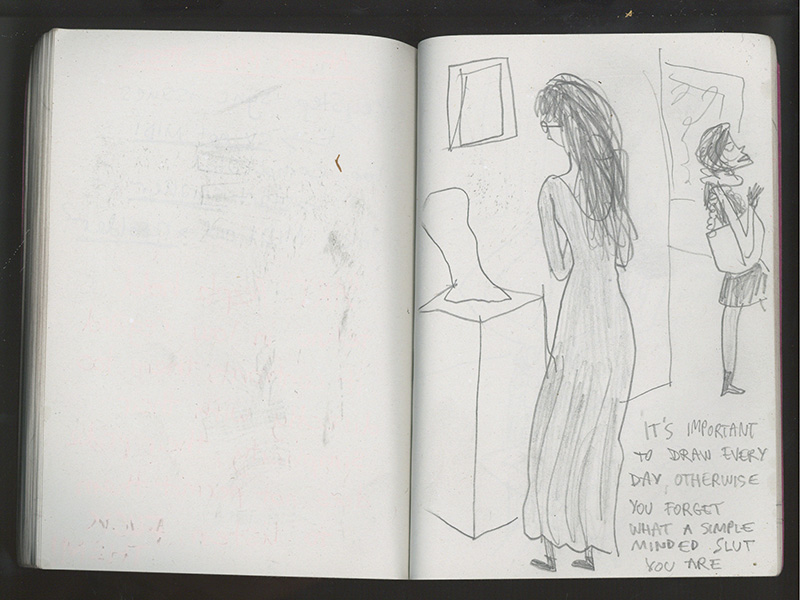 IT'S IMPORTANT
TO DRAW EVERY
DAY, OTHERWISE
YOU FORGET
WHAT A SIMPLE
MINDED SLUT
YOU ARE